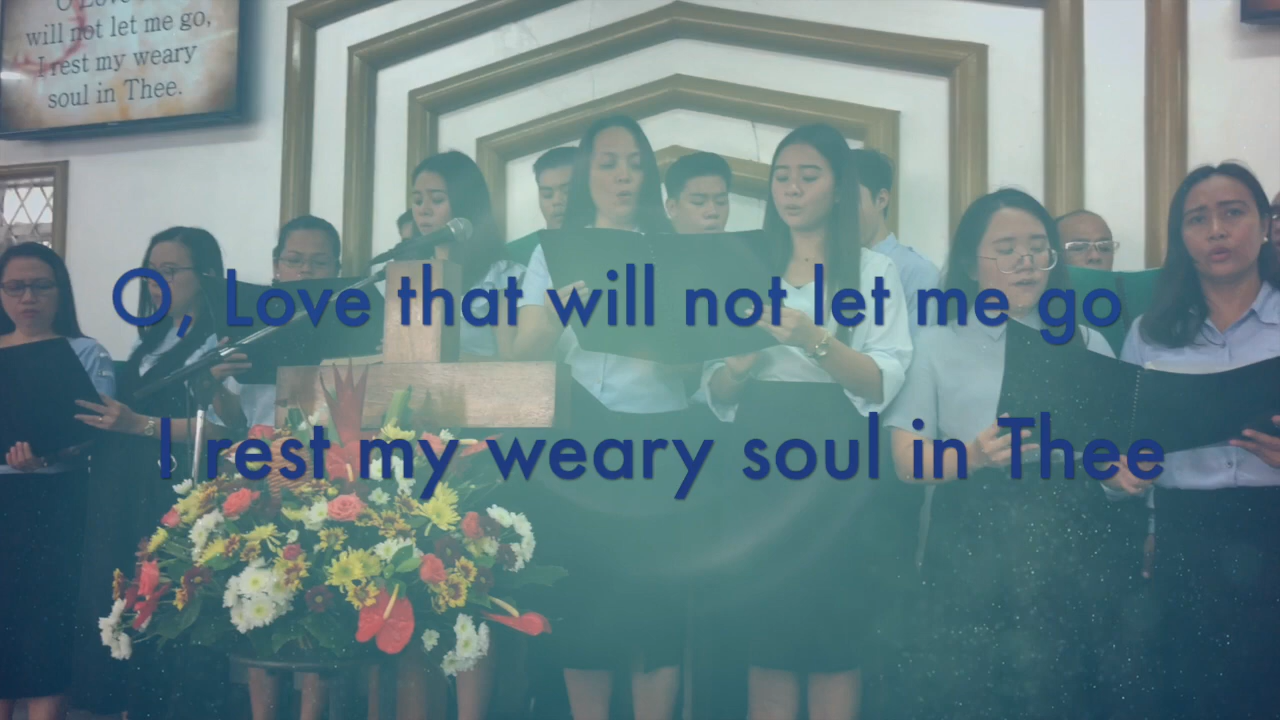 O Love
will not let me go,
I rest my weary
soul in Thee.
O, Love that will not let me go
I rest my weary soul in Thee